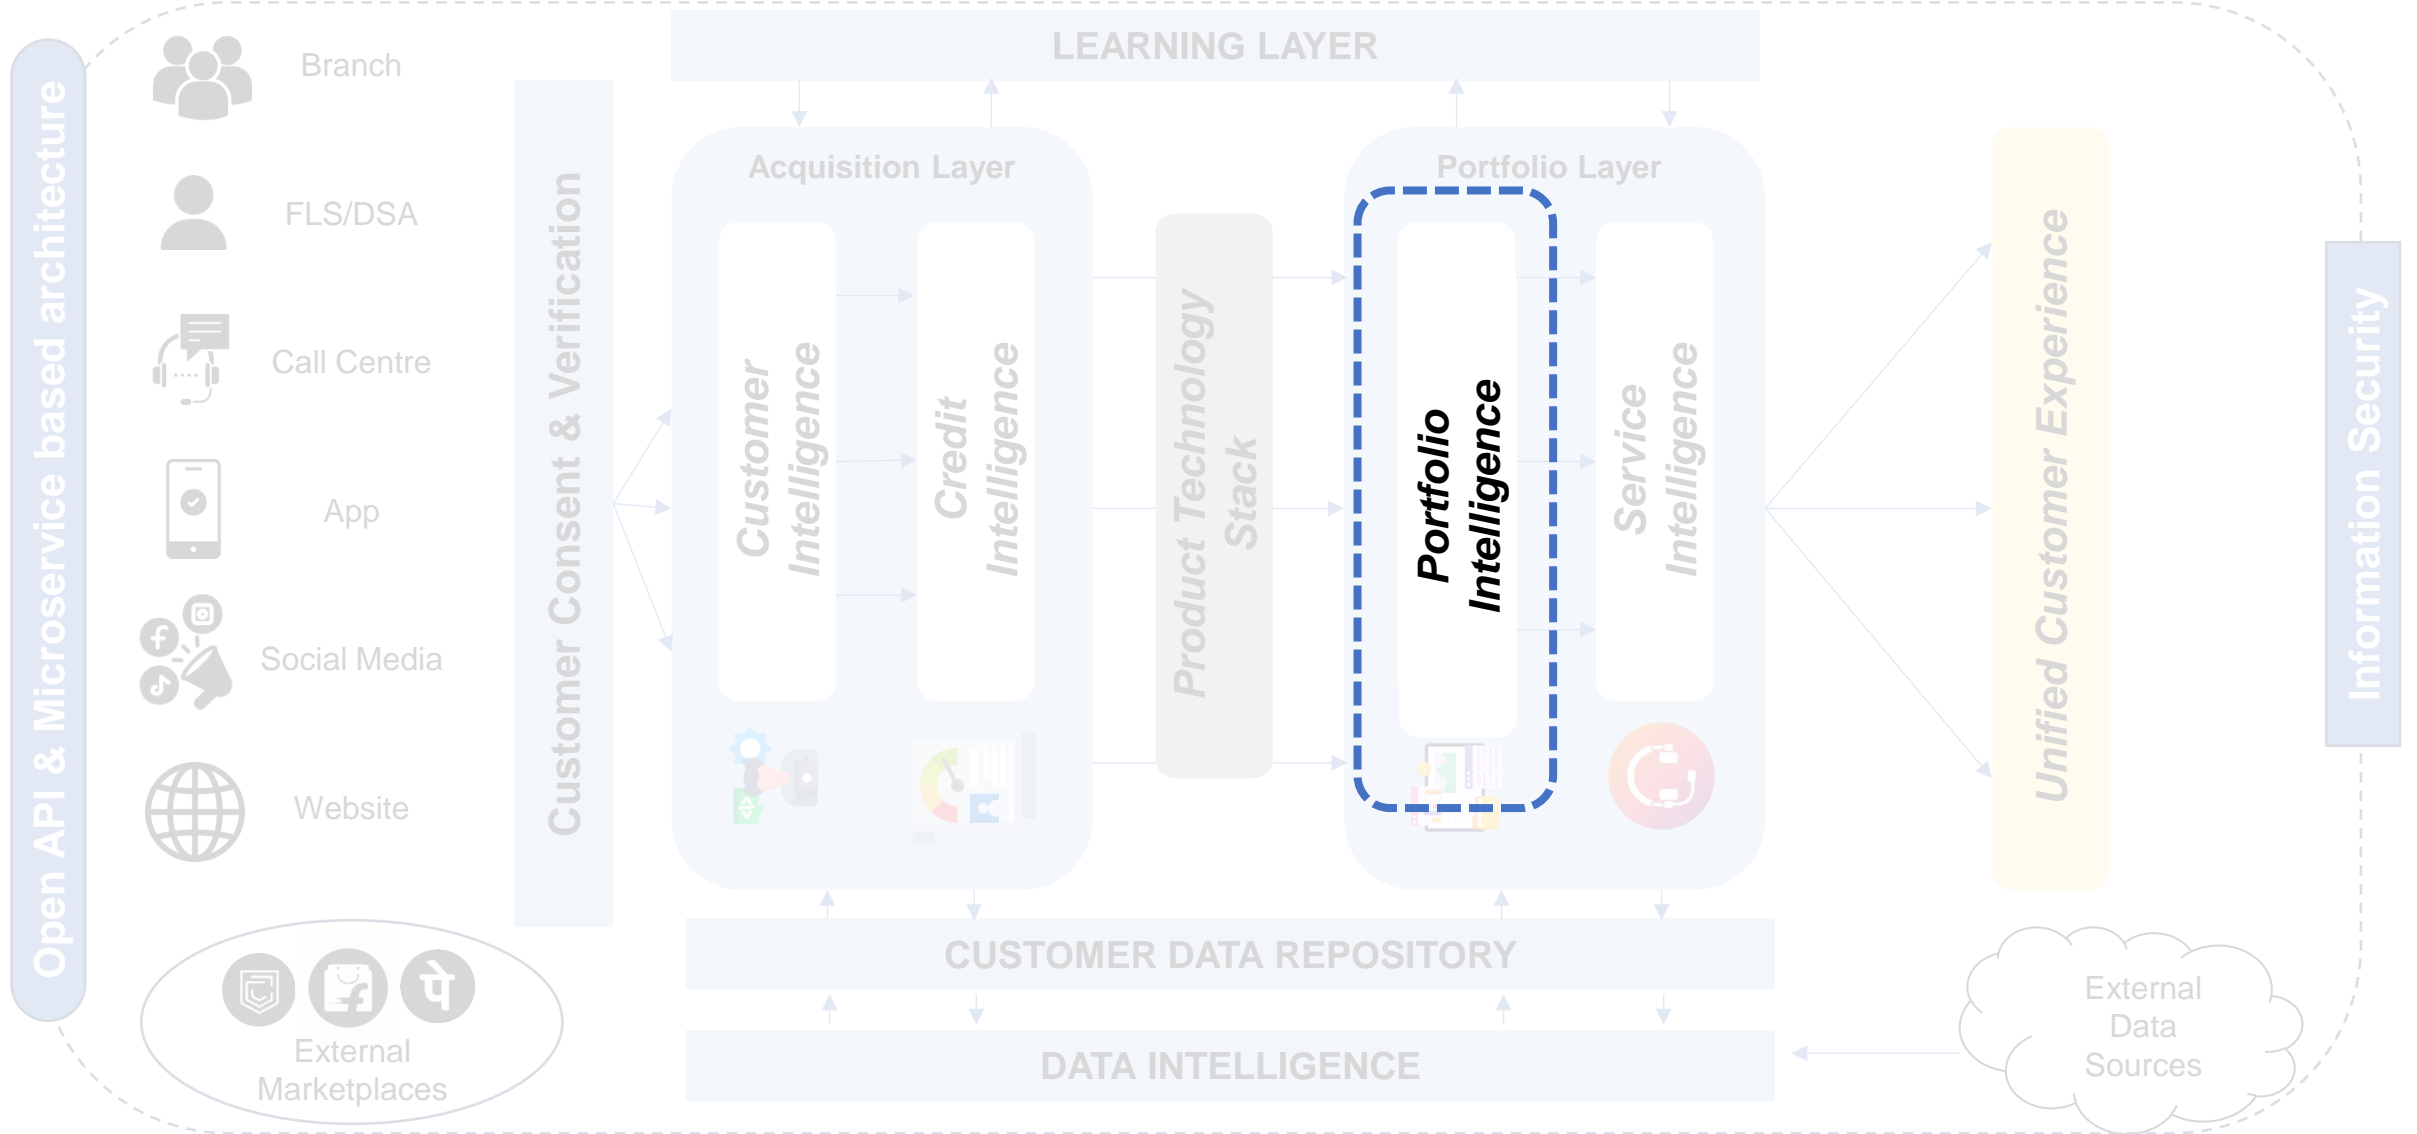 LEARNING LAYER
Open API & Microservice based architecture
Branch
FLS/DSA
Call Centre
App
Social Media
Website
External
Marketplaces
Customer Consent & Verification
Acquisition Layer
Customer
Intelligence
Credit
Intelligence
Product Technology
Stack
Portfolio Layer
Portfolio
Intelligence
Service
Intelligence
Unified Customer Experience
Information Security
CUSTOMER DATA REPOSITORY
DATA INTELLIGENCE
External
Data
Sources
पे